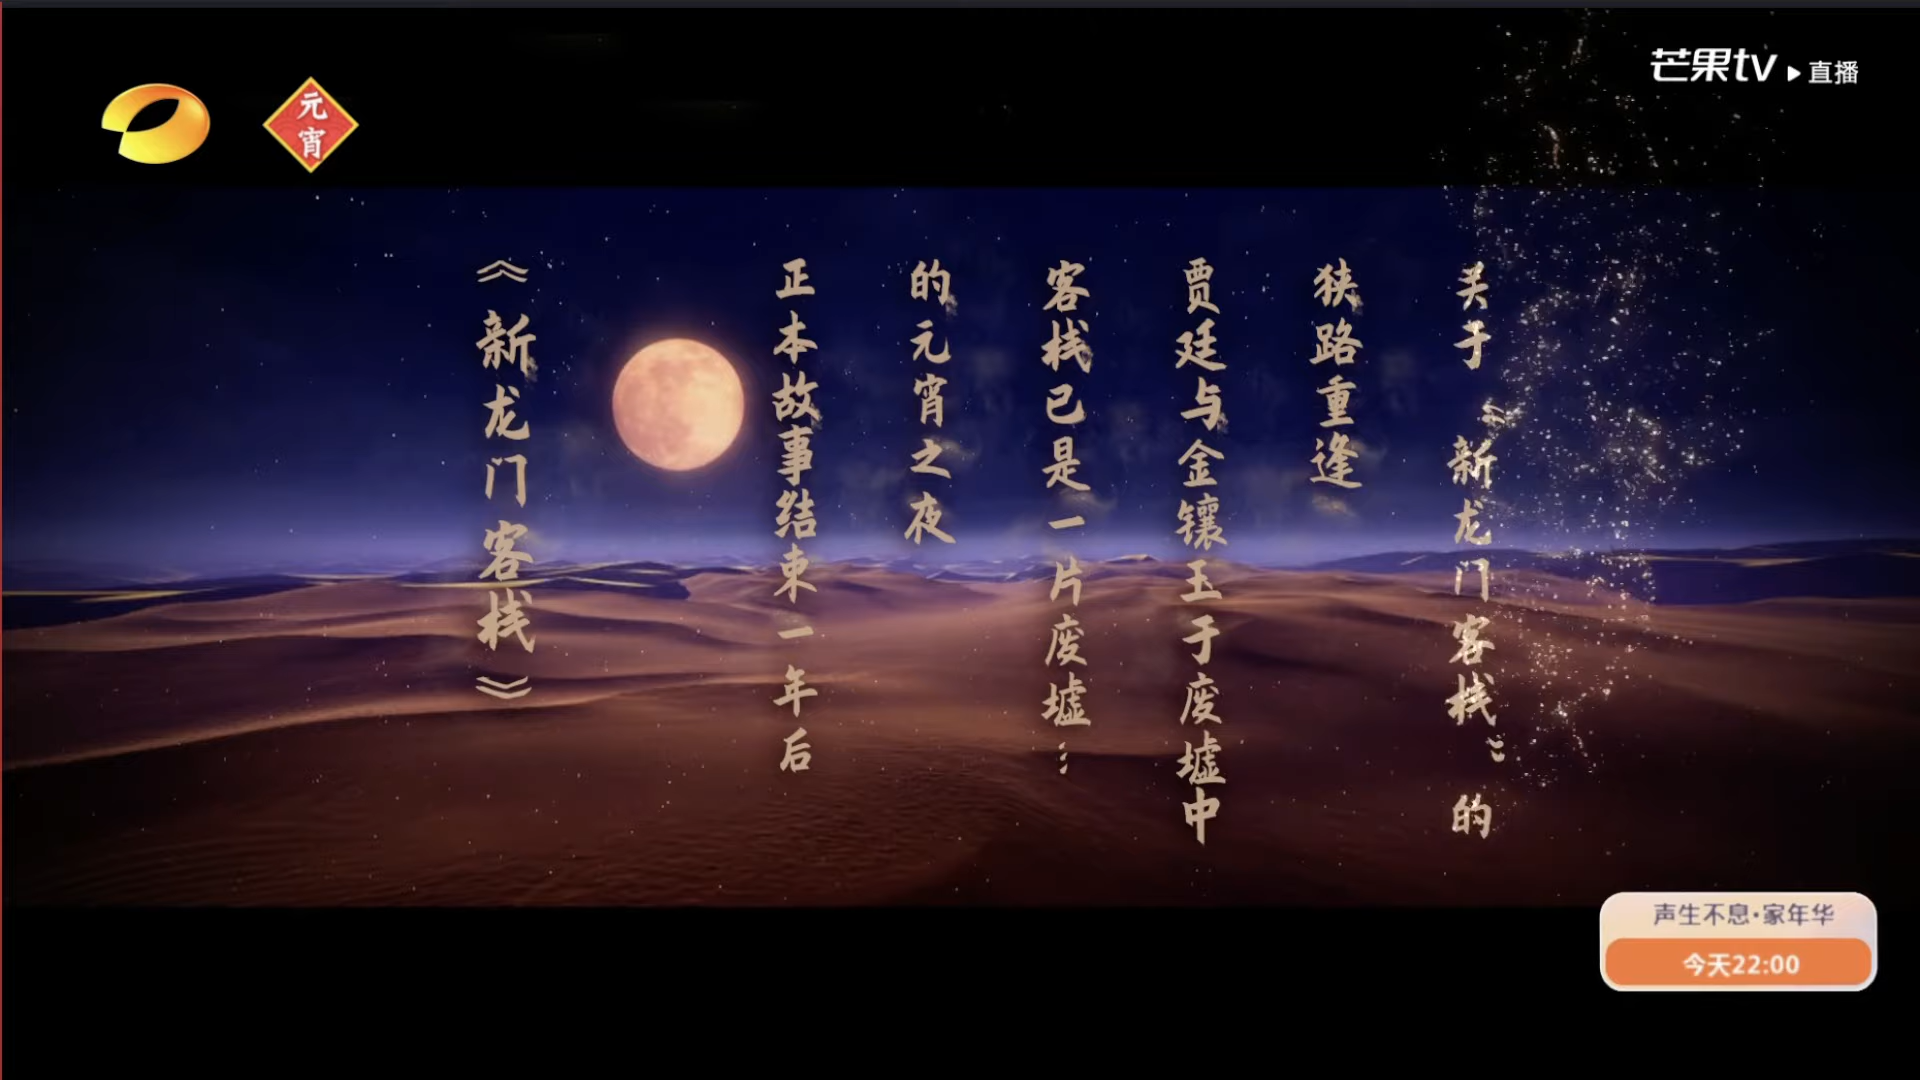 芒果tv 直播
元宵
《新龙门客栈》
正本故事结束一年后
的元宵之夜
客栈已是一片废墟…
贾廷与金镶玉于废墟中
狭路重逢
关于《新龙门客栈》的
声生不息·家年华
今天22:00